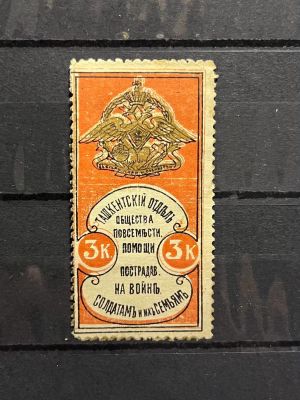 ТАШКЕНТСКІЙ ОТДѢЛЪ
ОБЩЕСТВА
ПОВСЕМѢСТН.
3К ПОМОЩИ 3К
ПОСТРАДАВ.
НА ВОЙНѢ
СОЛДАТАМЪ И ИХЪ СЕМЬЯМЪ